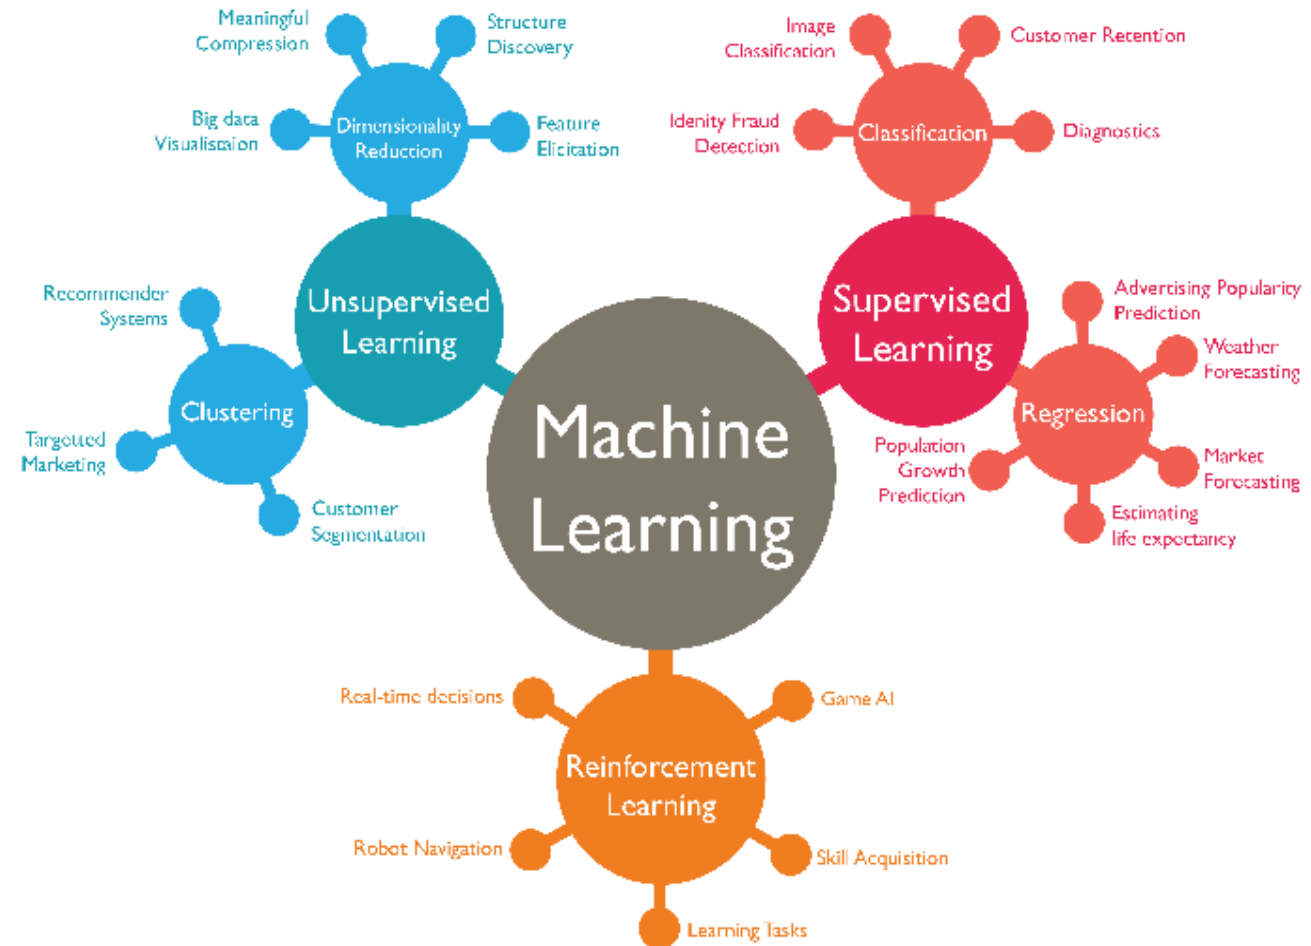 Meaningful
Compression
Structure
Discovery
Big data
Visualistaion
Dimensionality
Reduction
Feature
Elicitation
Image
Classification
Customer Retention
Idenity Fraud
Detection
Classification
Diagnostics
Recommender
Systems
Unsupervised
Learning
Clustering
Targetted
Marketing
Customer
Segmentation
Machine
Learning
Supervised
Learning
Advertising Popularity
Prediction
Weather
Forecasting
Regression
Population
Growth
Prediction
Market
Forecasting
Estimating
life expectancy
Real-time decisions
Game AI
Reinforcement
Learning
Robot Navigation
Skill Acquisition
Learning Tasks